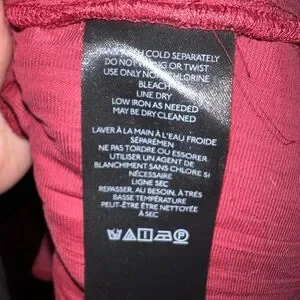 COLD SEPARATELY
DO NOT WRING OR TWIST
USE ONLY NON-CHLORINE
BLEACH
LINE DRY
LOW IRON AS NEEDED
MAY BE DRY CLEANED
LAVER À LA MAIN À L'EAU FROIDE
SÉPARÉMEN
NE PAS TORDRE OU ESSORER
UTILISER UN AGENT DE
BLANCHIMENT SANS CHLORE SI
NÉCESSAIRE
LIGNE SEC
REPASSER, AU BESOIN, À TRÈS
BASSE TEMPÉRATURE
PEUT-ÊTRE ÊTRE NETTOYÉE
À SEC